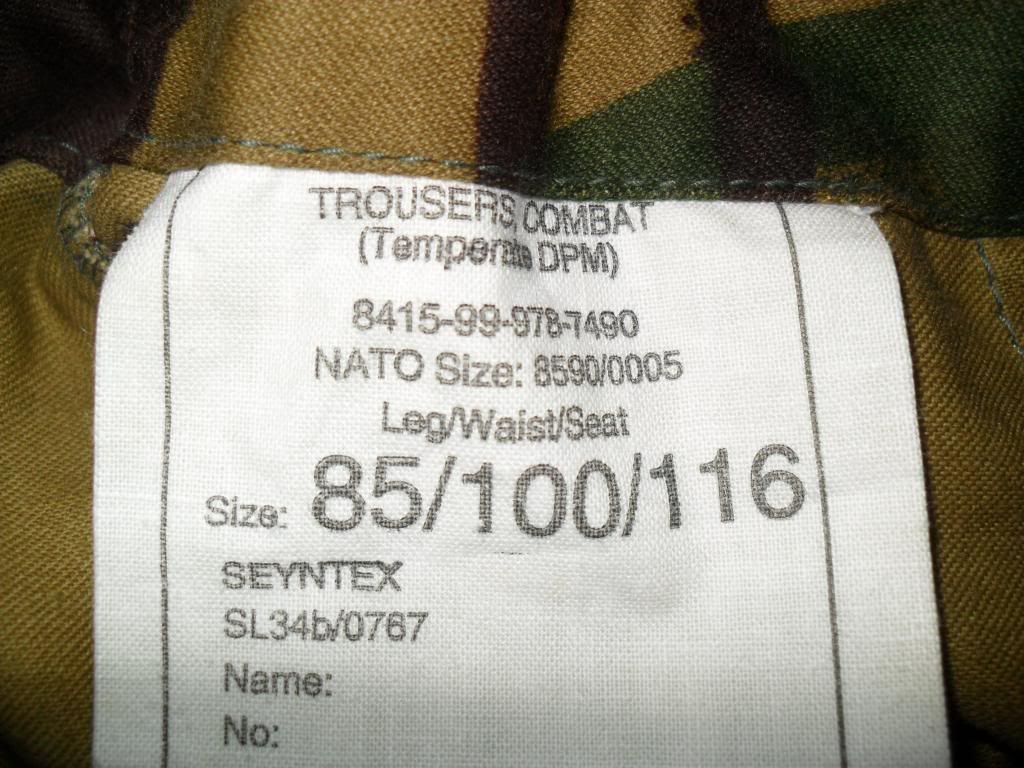 TROUSERS COMBAT
(Temperate DPM)
8415-99-978-7490
NATO Size: 8590/0005
Leg/Waist/Seat
Size: 85/100/116
SEYNTEX
SL34b/0767
Name:
No: